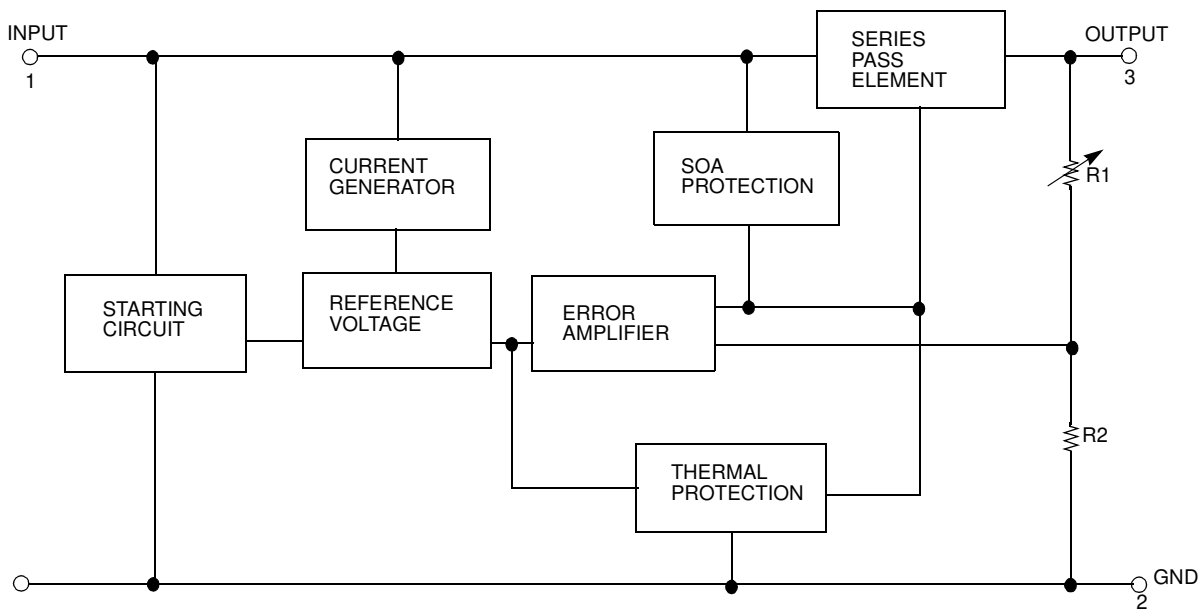 INPUT
1
SERIES
PASS
ELEMENT
OUTPUT
3
CURRENT
GENERATOR
SOA
PROTECTION
R1
STARTING
CIRCUIT
REFERENCE
VOLTAGE
ERROR
AMPLIFIER
R2
THERMAL
PROTECTION
GND
2